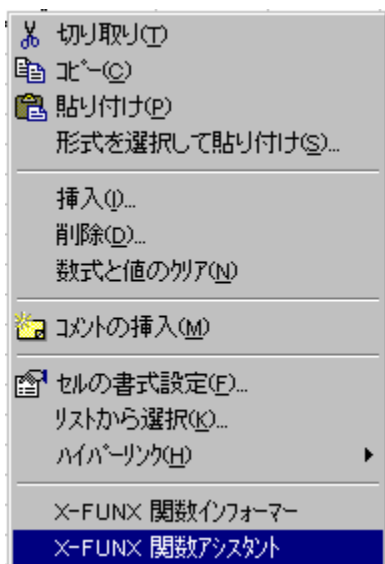 切り取り(T)
ｺﾋﾟｰ(C)
貼り付け(P)
形式を選択して貼り付け(S)...
挿入(I)...
削除(D)...
数式と値のｸﾘｱ(N)
ｺﾒﾝﾄの挿入(M)
ｾﾙの書式設定(F)...
ﾘｽﾄから選択(K)...
ﾊｲﾊﾟｰﾘﾝｸ(H)
X-FUNX 関数ｲﾝﾌｫｰﾏｰ
X-FUNX 関数ｱｼｽﾀﾝﾄ